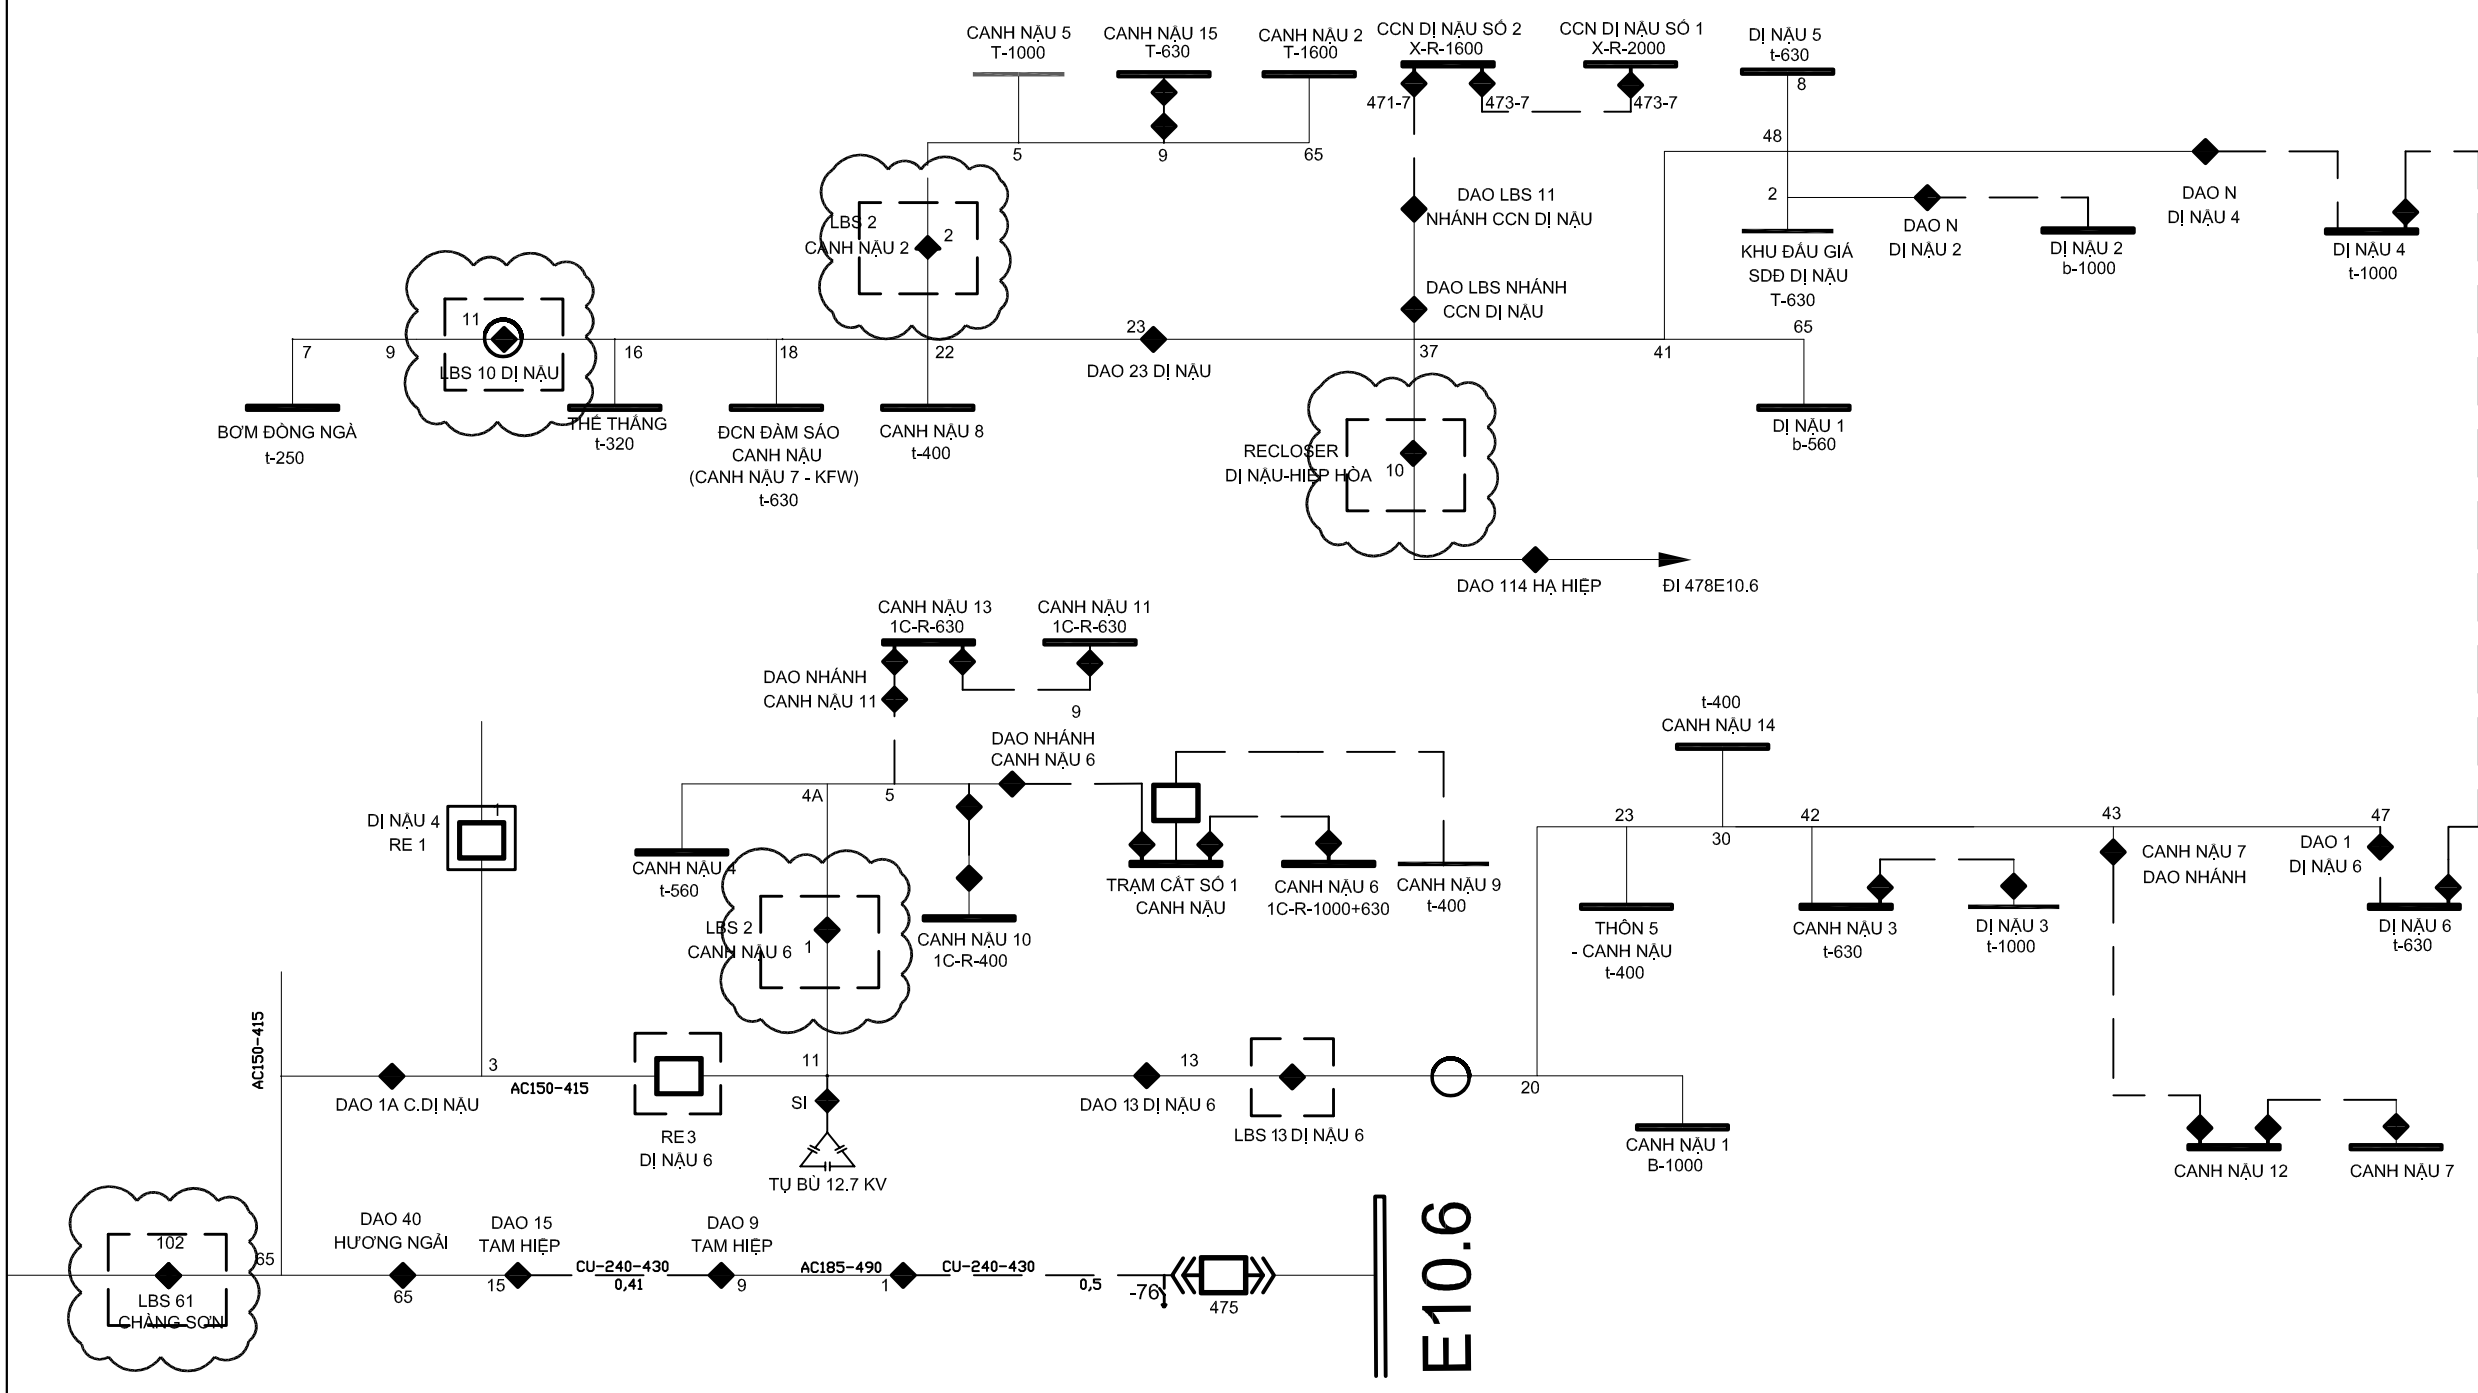 CANH NẬU 5
T-1000
CANH NẬU 15
T-630
CANH NẬU 2
T-1600
CCN DỊ NẬU SỐ 2
X-R-1600
CCN DỊ NẬU SỐ 1
X-R-2000
DỊ NẬU 5
t-630
8
471-7
473-7
473-7
5
9
65
48
2
DAO N
DỊ NẬU 4
DAO LBS 11
NHÁNH CCN DỊ NẬU
DAO N
DỊ NẬU 2
KHU ĐẤU GIÁ
SDĐ DỊ NẬU
T-630
DỊ NẬU 2
b-1000
DỊ NẬU 4
t-1000
LBS 2
CANH NẬU 2
2
DAO LBS NHÁNH
CCN DỊ NẬU
11
LBS 10 DỊ NẬU
7
9
16
18
22
23
DAO 23 DỊ NẬU
37
41
65
BƠM ĐỒNG NGÀ
t-250
THẾ THẮNG
t-320
ĐCN ĐÀM SÁO
CANH NẬU
(CANH NẬU 7 - KFW)
t-630
CANH NẬU 8
t-400
DỊ NẬU 1
b-560
RECLOSER
DỊ NẬU-HIỆP HÒA
10
DAO 114 HẠ HIỆP
ĐI 478E10.6
CANH NẬU 13
1C-R-630
CANH NẬU 11
1C-R-630
DAO NHÁNH
CANH NẬU 11
9
DAO NHÁNH
CANH NẬU 6
t-400
CANH NẬU 14
DỊ NẬU 4
RE 1
1
4A
5
CANH NẬU 4
t-560
CANH NẬU 10
1C-R-400
TRẠM CẮT SỐ 1
CANH NẬU
CANH NẬU 6
1C-R-1000+630
CANH NẬU 9
t-400
23
30
42
43
47
CANH NẬU 7
DAO NHÁNH
DAO 1
DỊ NẬU 6
THÔN 5
- CANH NẬU
t-400
CANH NẬU 3
t-630
DỊ NẬU 3
t-1000
DỊ NẬU 6
t-630
LBS 2
CANH NẬU 6
1
AC150-415
3
AC150-415
DAO 1A C.DỊ NẬU
RE3
DỊ NẬU 6
11
SI
TỤ BÙ 12.7 KV
13
DAO 13 DỊ NẬU 6
LBS 13 DỊ NẬU 6
20
CANH NẬU 1
B-1000
CANH NẬU 12
CANH NẬU 7
102
LBS 61
CHÀNG SƠN
65
DAO 40
HƯƠNG NGẢI
65
DAO 15
TAM HIỆP
15
CU-240-430
0,41
DAO 9
TAM HIỆP
9
AC185-490
1
CU-240-430
0,5
-76
475
E10.6